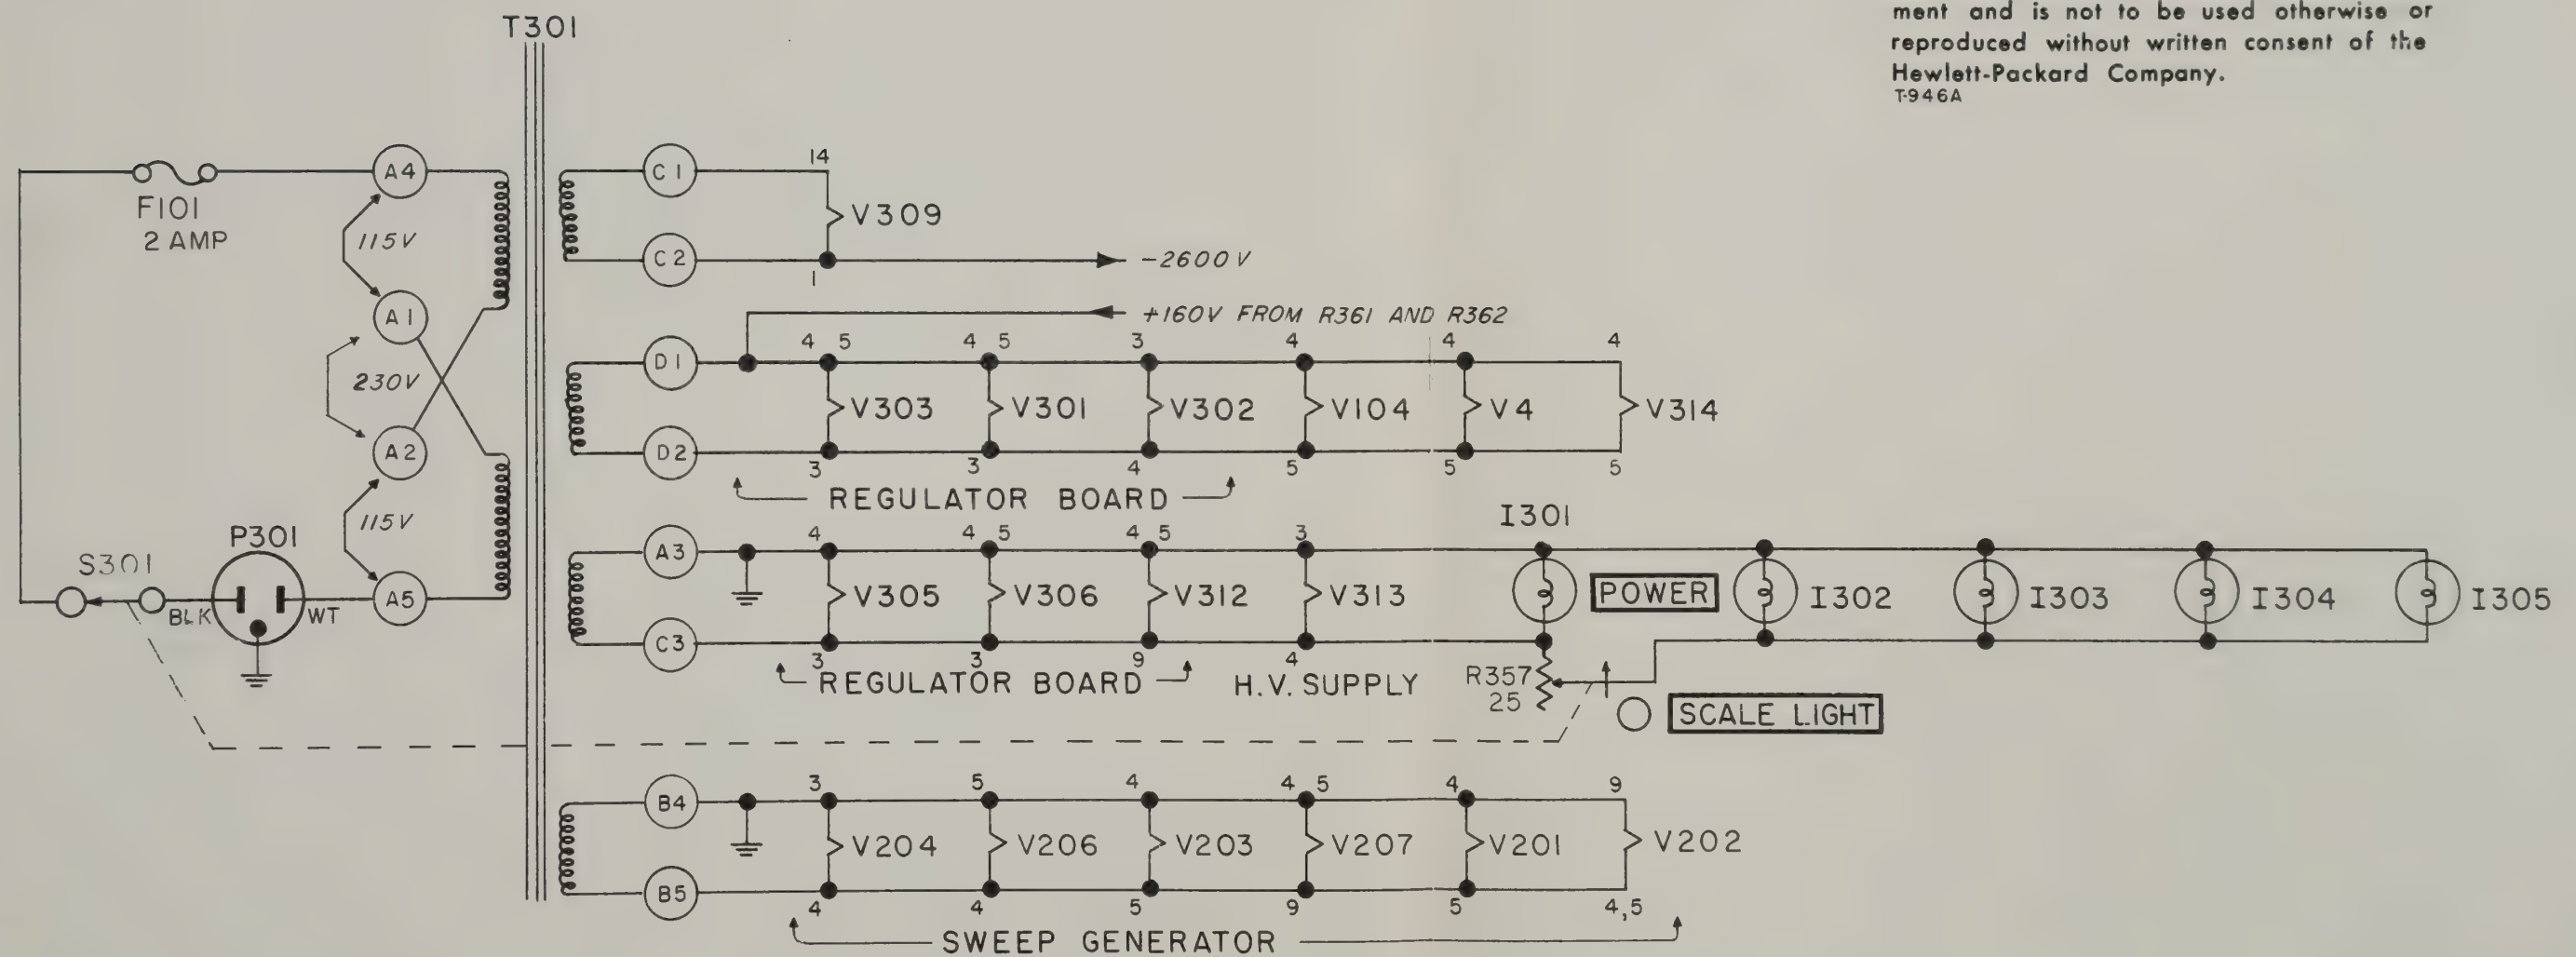 ment and is not to be used otherwise or
reproduced without written consent of the
Hewlett-Packard Company.
T-946A
T301
F101
2 AMP
A4
115V
A1
230V
A2
115V
A5
S301
P301
BLK
WT
C1
14
V309
C2
1
-2600V
+160V FROM R361 AND R362
D1
4 5 4 5 3 4 4 4
V303 V301 V302 V104 V4 V314
D2
3 3 4 5 5 5
REGULATOR BOARD
I301
A3
4 4 5 4 5 3
V305 V306 V312 V313
POWER
I302 I303 I304 I305
C3
3 3 9 4
REGULATOR BOARD
H.V. SUPPLY
R357
25
SCALE LIGHT
B4
3 5 4 4 5 4 9
V204 V206 V203 V207 V201 V202
B5
4 4 5 9 5 4,5
SWEEP GENERATOR